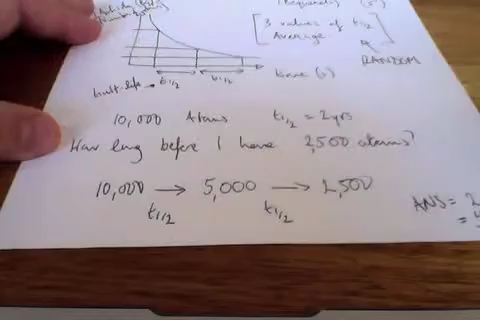 (s⁻¹)
3 values of t1/2
Average
RANDOM
t1/2 t1/2 time (s)
half-life
10,000 Atoms t1/2 = 2yrs
How long before I have 2,500 atoms?
10,000 → 5,000 → 2,500
t1/2 t1/2
ANS = 2
=